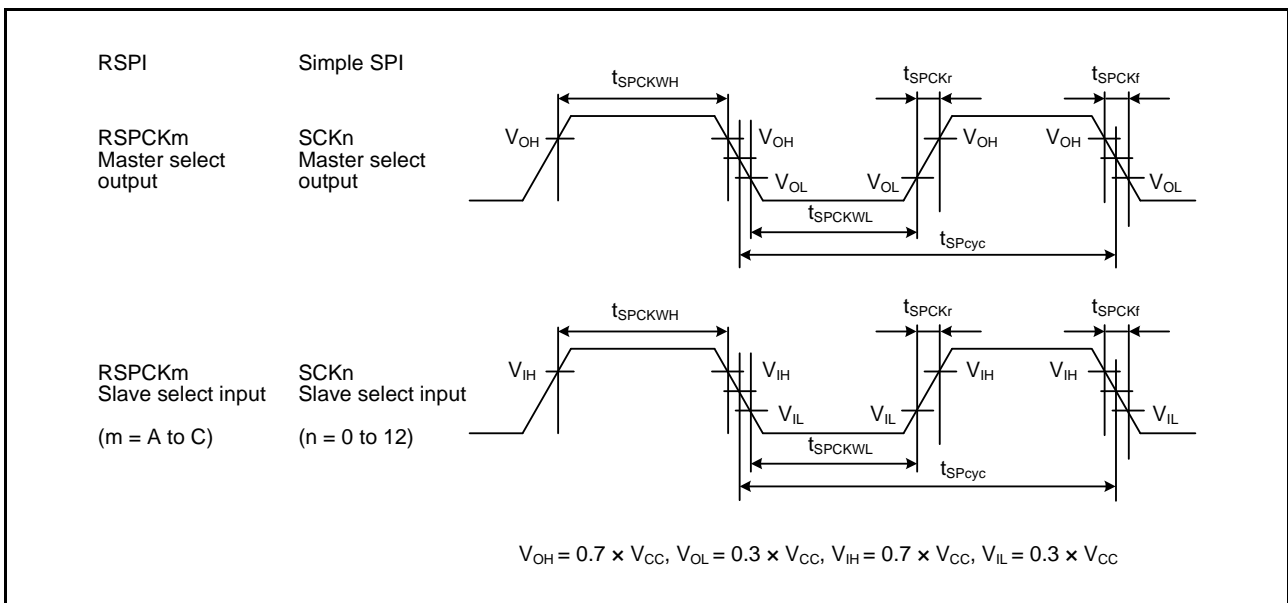 RSPI Simple SPI
tSPCKWH tSPCKr tSPCKf
RSPCKm SCKn
Master select Master select
output output
VOH VOH VOH VOH
VOL VOL VOL
tSPCKWL
tSPcyc
tSPCKWH tSPCKr tSPCKf
RSPCKm SCKn
Slave select input Slave select input
VIH VIH VIH VIH
VIL VIL VIL
(m = A to C) (n = 0 to 12)
tSPCKWL
tSPcyc
VOH = 0.7 × VCC, VOL = 0.3 × VCC, VIH = 0.7 × VCC, VIL = 0.3 × VCC